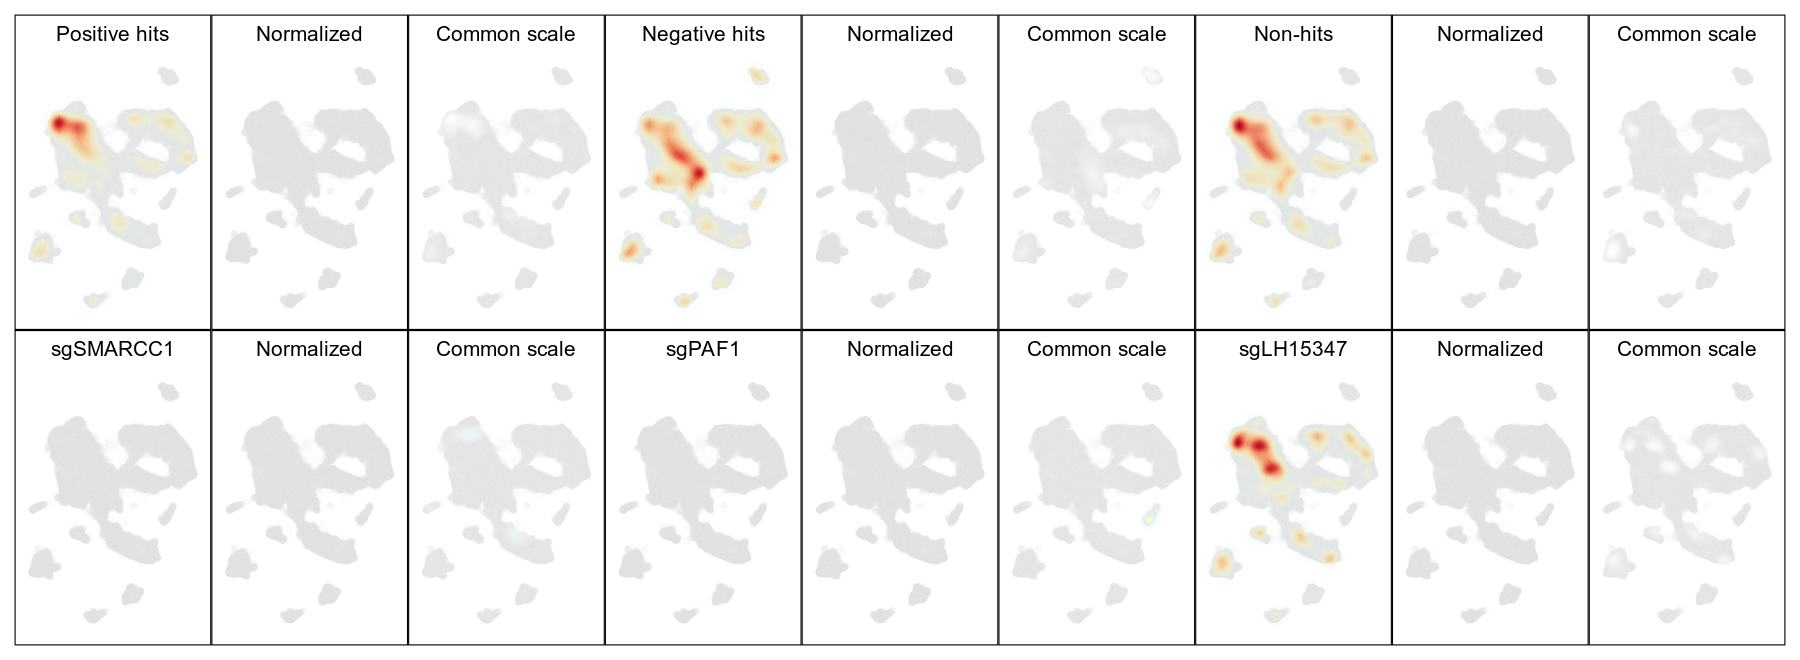 Positive hits
Normalized
Common scale
Negative hits
Normalized
Common scale
Non-hits
Normalized
Common scale
sgSMARCC1
Normalized
Common scale
sgPAF1
Normalized
Common scale
sgLH15347
Normalized
Common scale